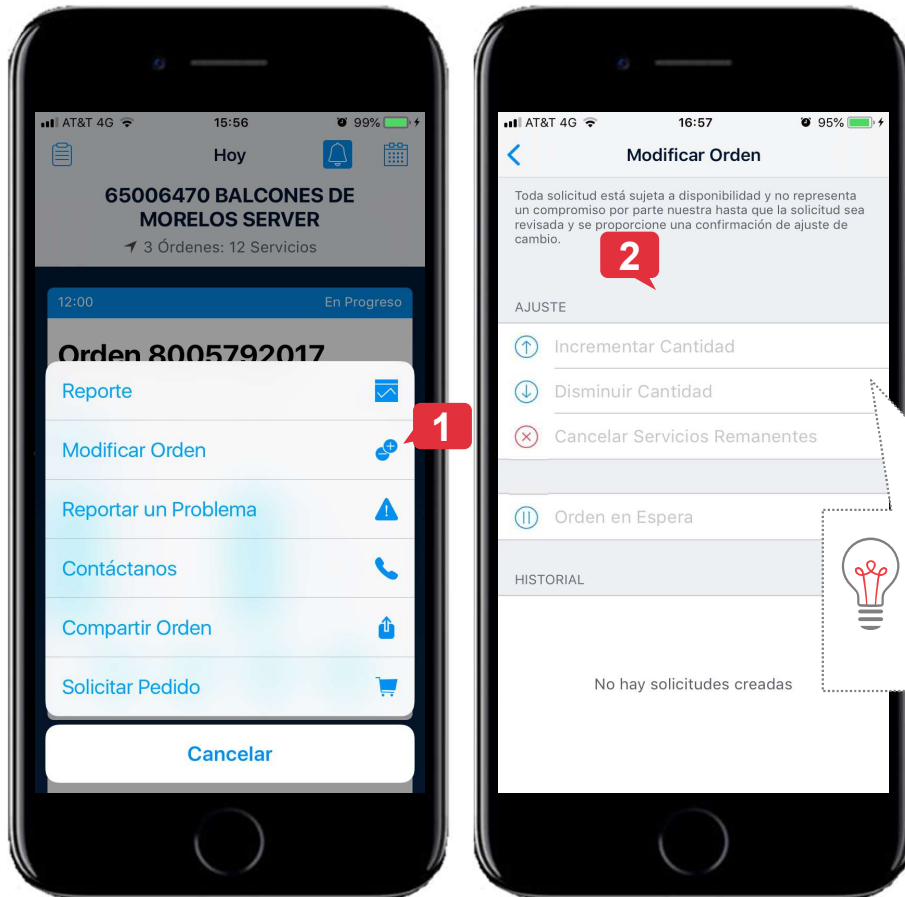 AT&T 4G 15:56 99%
Hoy
65006470 BALCONES DE
MORELOS SERVER
3 Órdenes: 12 Servicios
12:00 En Progreso
Orden 8005792017
Reporte
Modificar Orden
1
Reportar un Problema
Contáctanos
Compartir Orden
Solicitar Pedido
Cancelar
AT&T 4G 16:57 95%
Modificar Orden
Toda solicitud está sujeta a disponibilidad y no representa
un compromiso por parte nuestra hasta que la solicitud sea
revisada y se proporcione una confirmación de ajuste de
cambio.
2
AJUSTE
Incrementar Cantidad
Disminuir Cantidad
Cancelar Servicios Remanentes
Orden en Espera
HISTORIAL
No hay solicitudes creadas